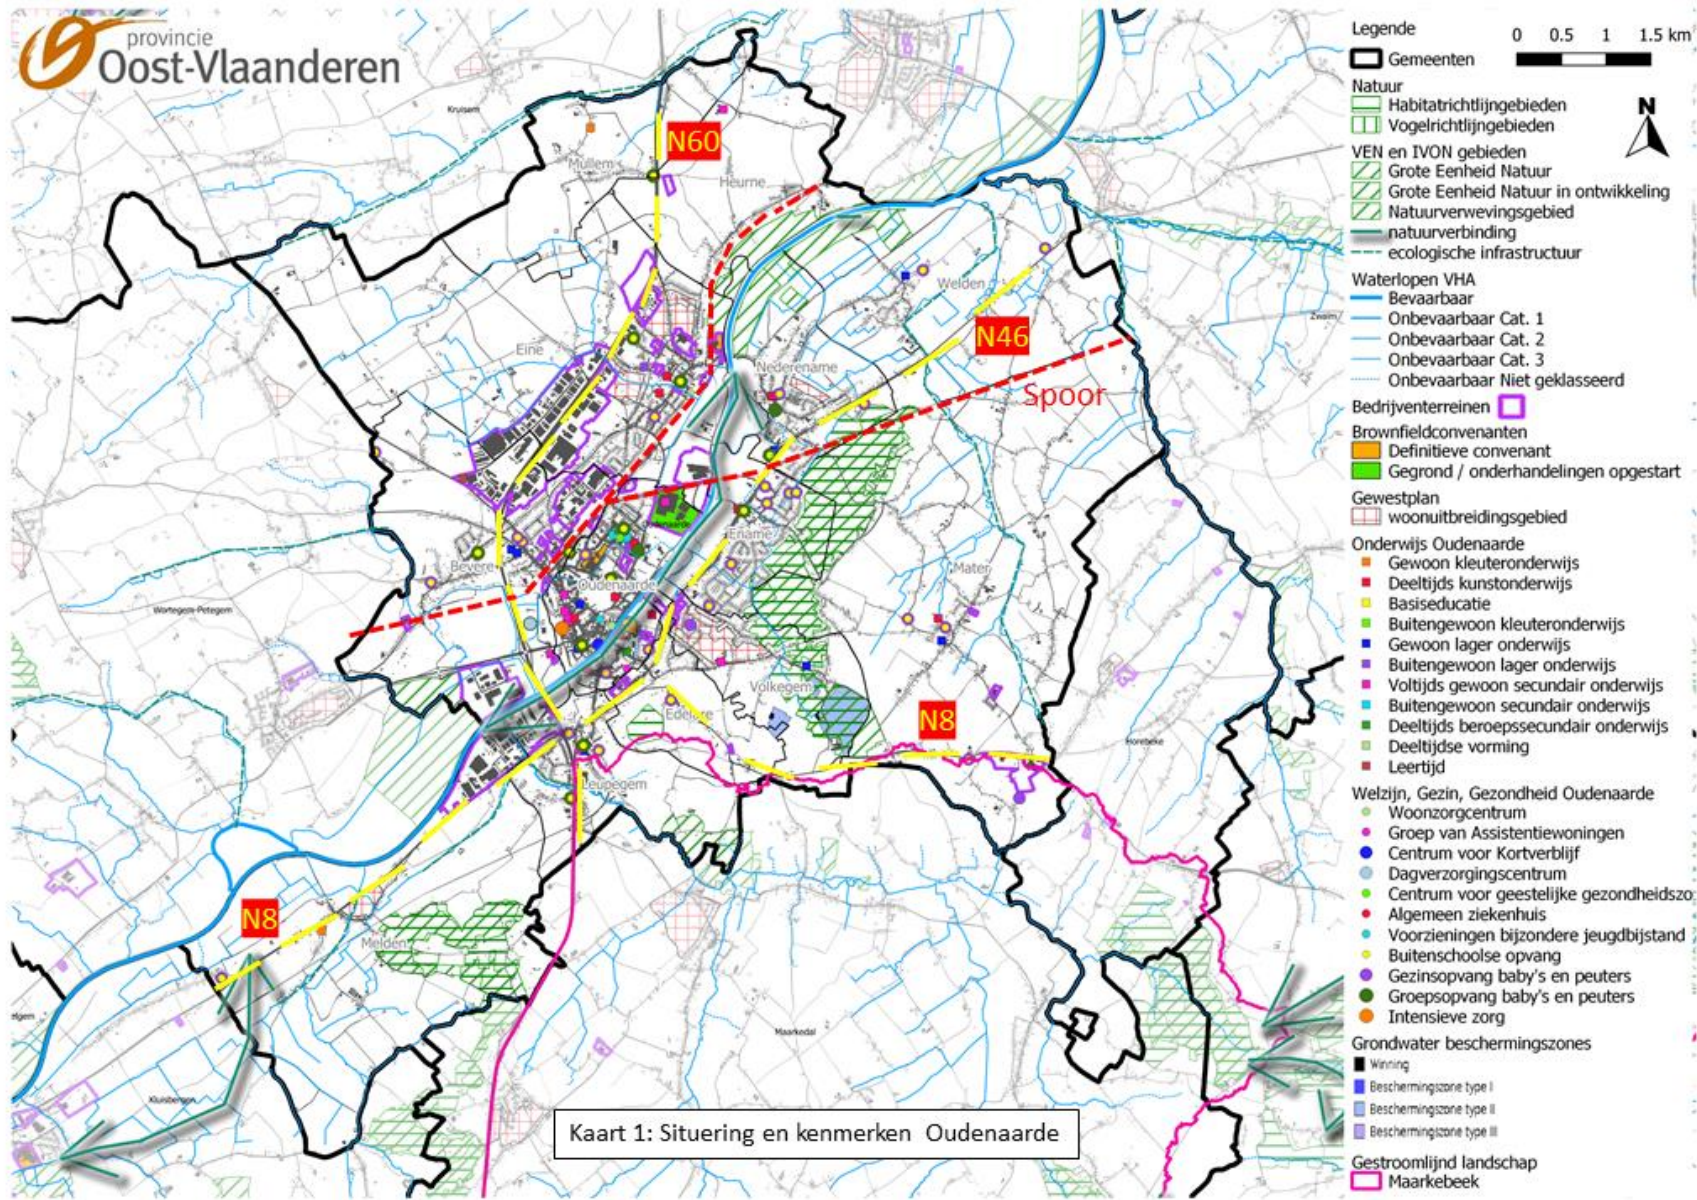 provincie
Oost-Vlaanderen
Kruisem
N60
Mullem
Heurne
Welden
N46
Zwalm
Eine
Nederename
Spoor
Ename
Bevere
Oudenaarde
Mater
Wortegem-Petegem
Volkegem
Edelare
N8
Horebeke
Leupegem
N8
Melden
Maarkedal
Kluisbergen
Kaart 1: Situering en kenmerken Oudenaarde
Legende
0 0.5 1 1.5 km
Gemeenten
N
Natuur
Habitatrichtlijngebieden
Vogelrichtlijngebieden
VEN en IVON gebieden
Grote Eenheid Natuur
Grote Eenheid Natuur in ontwikkeling
Natuurverwevingsgebied
natuurverbinding
ecologische infrastructuur
Waterlopen VHA
Bevaarbaar
Onbevaarbaar Cat. 1
Onbevaarbaar Cat. 2
Onbevaarbaar Cat. 3
Onbevaarbaar Niet geklasseerd
Bedrijventerreinen
Brownfieldconvenanten
Definitieve convenant
Gegrond / onderhandelingen opgestart
Gewestplan
woonuitbreidingsgebied
Onderwijs Oudenaarde
Gewoon kleuteronderwijs
Deeltijds kunstonderwijs
Basiseducatie
Buitengewoon kleuteronderwijs
Gewoon lager onderwijs
Buitengewoon lager onderwijs
Voltijds gewoon secundair onderwijs
Buitengewoon secundair onderwijs
Deeltijds beroepssecundair onderwijs
Deeltijdse vorming
Leertijd
Welzijn, Gezin, Gezondheid Oudenaarde
Woonzorgcentrum
Groep van Assistentiewoningen
Centrum voor Kortverblijf
Dagverzorgingscentrum
Centrum voor geestelijke gezondheidszo
Algemeen ziekenhuis
Voorzieningen bijzondere jeugdbijstand
Buitenschoolse opvang
Gezinsopvang baby's en peuters
Groepsopvang baby's en peuters
Intensieve zorg
Grondwater beschermingszones
Winning
Beschermingszone type I
Beschermingszone type II
Beschermingszone type III
Gestroomlijnd landschap
Maarkebeek